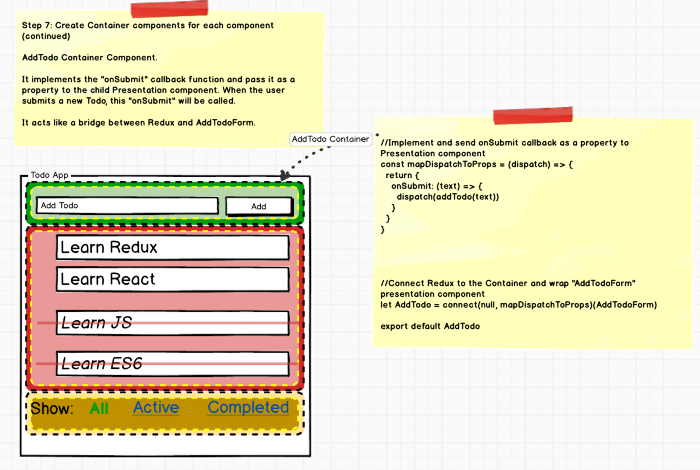 Step 7: Create Container components for each component
(continued)
AddTodo Container Component.
It implements the "onSubmit" callback function and pass it as a
property to the child Presentation component. When the user
submits a new Todo, this "onSubmit" will be called.
It acts like a bridge between Redux and AddTodoForm.
AddTodo Container
//Implement and send onSubmit callback as a property to
Presentation component
const mapDispatchToProps = (dispatch) => {
return {
onSubmit: (text) => {
dispatch(addTodo(text))
}
}
}
//Connect Redux to the Container and wrap "AddTodoForm"
presentation component
let AddTodo = connect(null, mapDispatchToProps)(AddTodoForm)
export default AddTodo
Todo App
Add Todo Add
Learn Redux
Learn React
Learn JS
Learn ES6
Show: All Active Completed